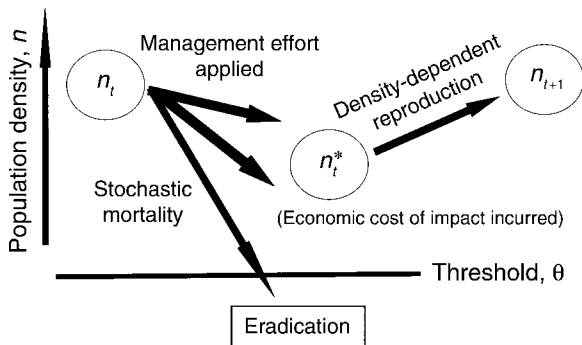 Population density, n
n_t
Management effort
applied
Density-dependent
reproduction
n_{t+1}
n_t^*
Stochastic
mortality
(Economic cost of impact incurred)
Threshold, θ
Eradication